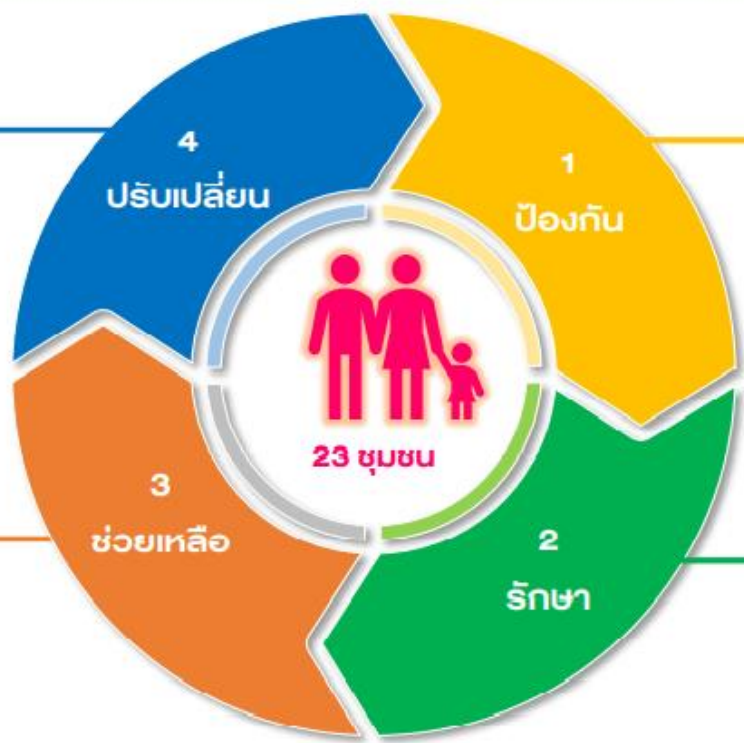 4
ปรับเปลี่ยน
1
ป้องกัน
23 ชุมชน
3
ช่วยเหลือ
2
รักษา